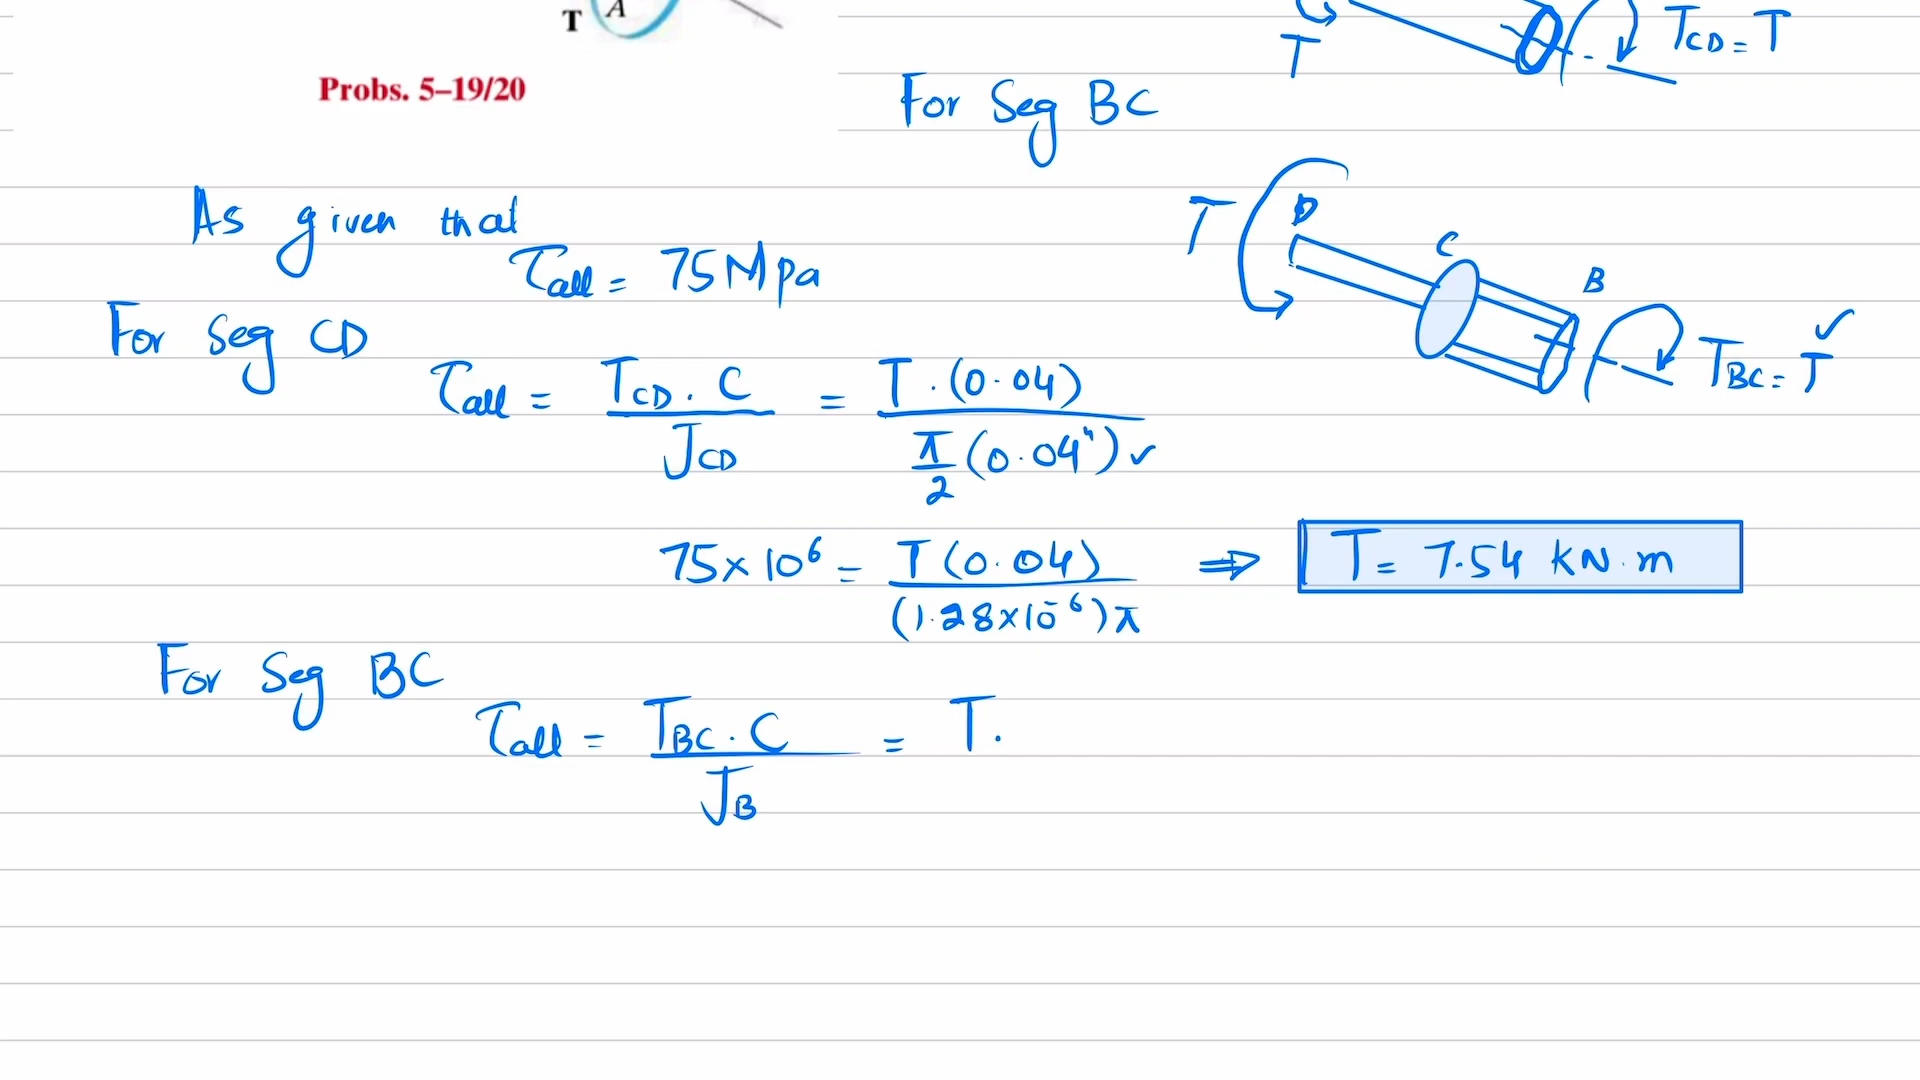 T A
Probs. 5–19/20
T
T_CD = T
For Seg BC
T D C B
T_BC = T ✓
As given that
τ_all = 75 Mpa
For Seg CD
τ_all = T_CD . C / J_CD = T . (0.04) / π/2 (0.04⁴) ✓
75 × 10⁶ = T (0.04) / (1.28×10⁻⁶) π ⇒ T = 7.54 kN.m
For Seg BC
τ_all = T_BC . C / J_B = T .